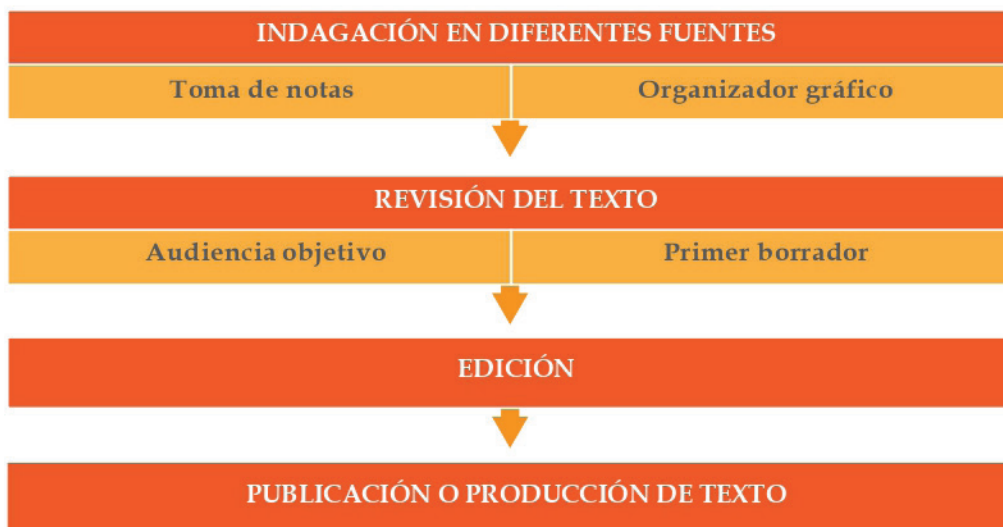 INDAGACIÓN EN DIFERENTES FUENTES
Toma de notas
Organizador gráfico
REVISIÓN DEL TEXTO
Audiencia objetivo
Primer borrador
EDICIÓN
PUBLICACIÓN O PRODUCCIÓN DE TEXTO